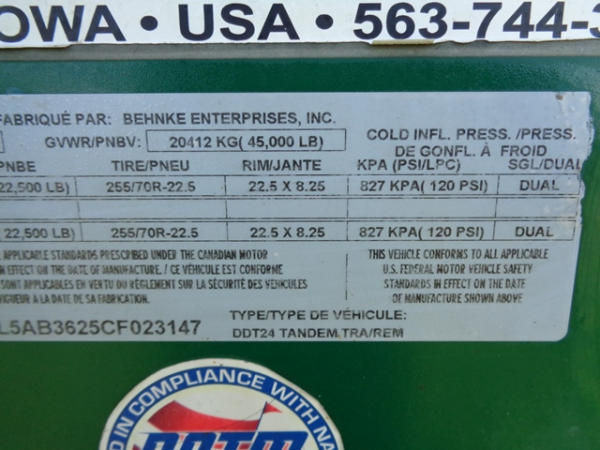 OWA • USA • 563-744-3
FABRIQUÉ PAR: BEHNKE ENTERPRISES, INC.
GVWR/PNBV: 20412 KG( 45,000 LB)
COLD INFL. PRESS. /PRESS.
DE GONFL. À FROID
PNBE TIRE/PNEU RIM/JANTE KPA (PSI/LPC) SGL/DUAL
22,500 LB) 255/70R-22.5 22.5 X 8.25 827 KPA( 120 PSI) DUAL
( 22,500 LB) 255/70R-22.5 22.5 X 8.25 827 KPA( 120 PSI) DUAL
APPLICABLE STANDARDS PRESCRIBED UNDER THE CANADIAN MOTOR
IN EFFECT ON THE DATE OF MANUFACTURE. / CE VÉHICULE EST CONFORME
SONT APPLICABLES EN VERTU DU RÈGLEMENT SUR LA SÉCURITÉ DES VÉHICULES
VIGUEUR À LA DATE DE SA FABRICATION.
THIS VEHICLE CONFORMS TO ALL APPLICABLE
U.S. FEDERAL MOTOR VEHICLE SAFETY
STANDARDS IN EFFECT ON THE DATE
OF MANUFACTURE SHOWN ABOVE
L5AB3625CF023147
TYPE/TYPE DE VÉHICULE:
DDT24 TANDEM,TRA/REM
IN COMPLIANCE WITH NA